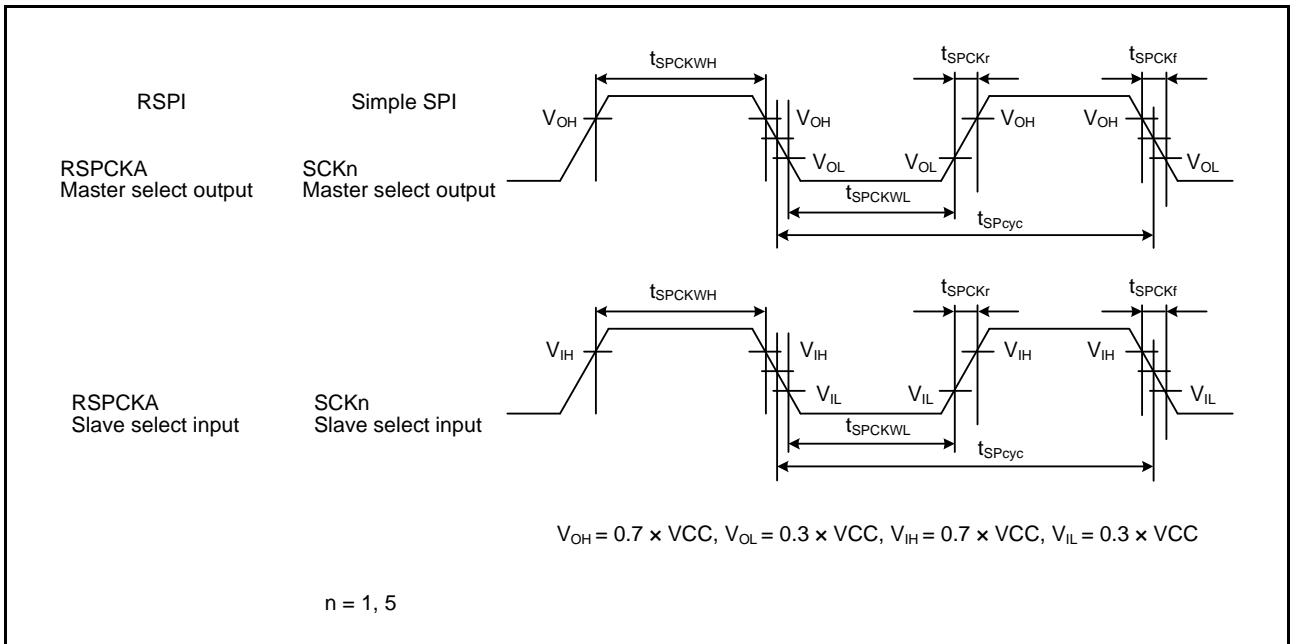 tSPCKWH
tSPCKr
tSPCKf
RSPI
Simple SPI
VOH
VOH
VOH
VOH
RSPCKA
Master select output
SCKn
Master select output
VOL
VOL
VOL
tSPCKWL
tSPcyc
tSPCKWH
tSPCKr
tSPCKf
VIH
VIH
VIH
VIH
RSPCKA
Slave select input
SCKn
Slave select input
VIL
VIL
VIL
tSPCKWL
tSPcyc
VOH = 0.7 × VCC, VOL = 0.3 × VCC, VIH = 0.7 × VCC, VIL = 0.3 × VCC
n = 1, 5